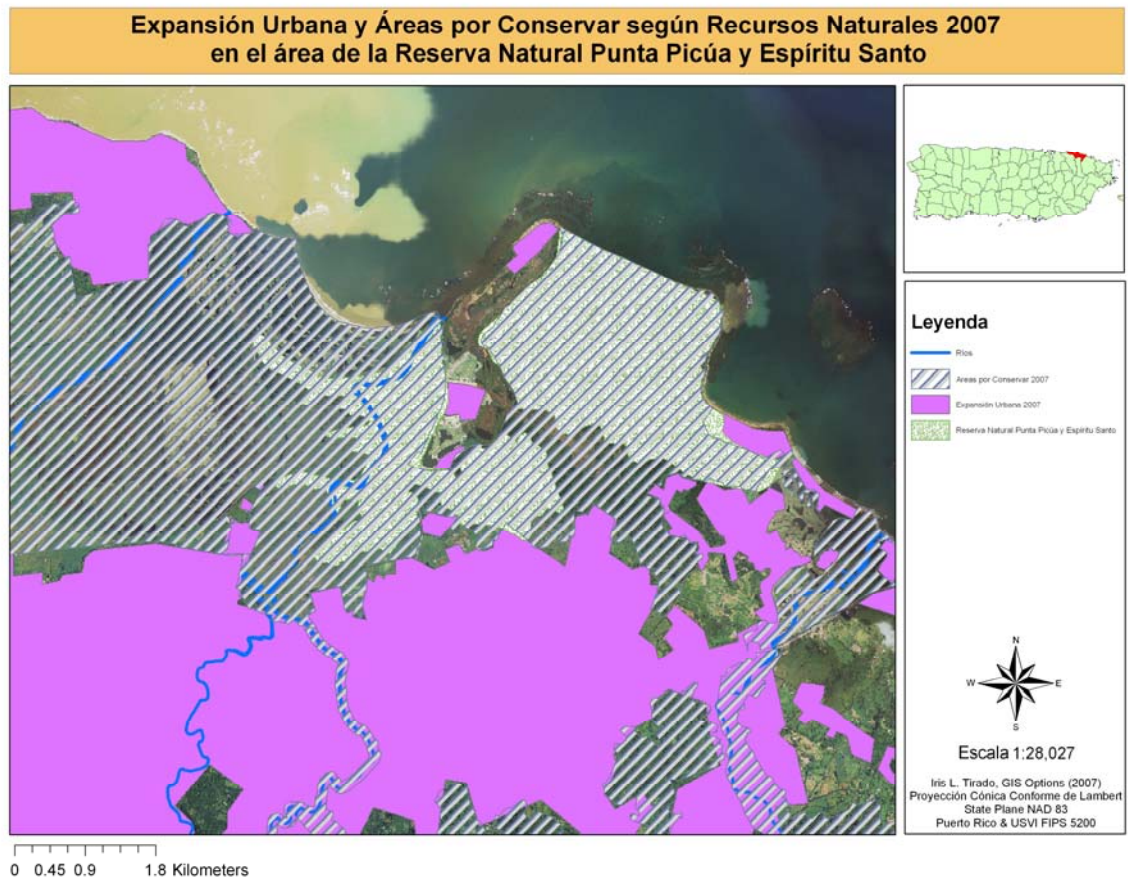 Expansión Urbana y Áreas por Conservar según Recursos Naturales 2007
en el área de la Reserva Natural Punta Picúa y Espíritu Santo
Leyenda
Ríos
Areas por Conservar 2007
Expansión Urbana 2007
Reserva Natural Punta Picúa y Espíritu Santo
N
W E
S
Escala 1:28,027
Iris L. Tirado, GIS Options (2007)
Proyección Cónica Conforme de Lambert
State Plane NAD 83
Puerto Rico & USVI FIPS 5200
0 0.45 0.9 1.8 Kilometers